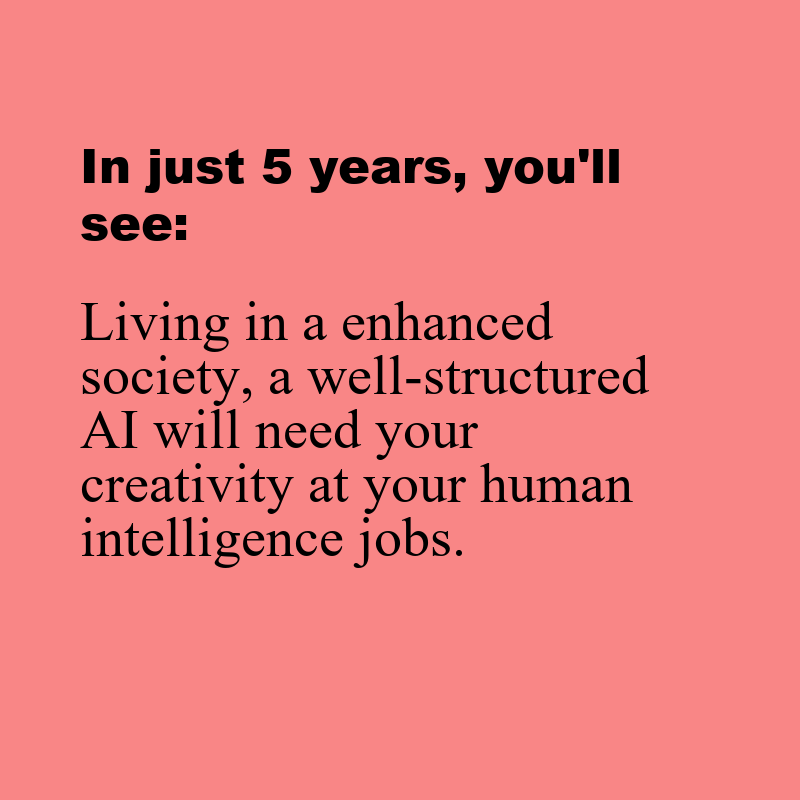 In just 5 years, you'll
see:
Living in a enhanced
society, a well-structured
AI will need your
creativity at your human
intelligence jobs.